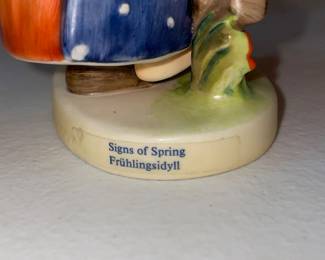 Signs of Spring
Frühlingsidyll